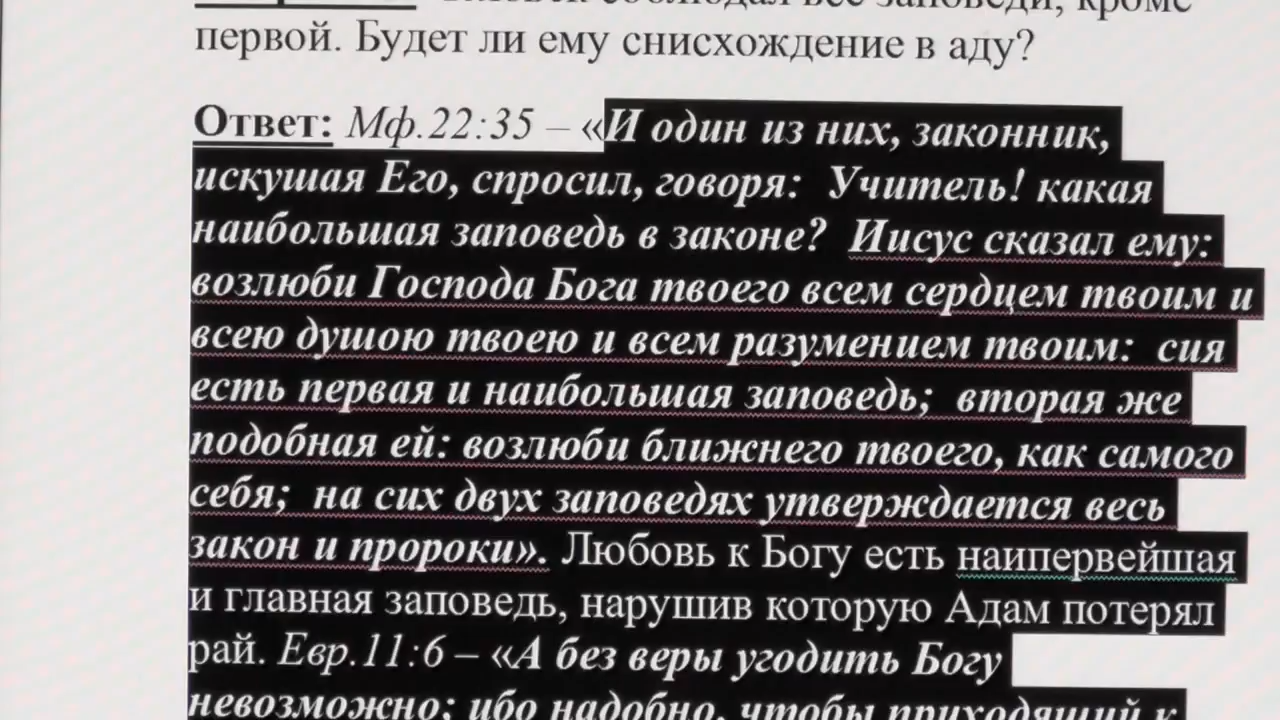 соблюдал все заповеди, кроме
первой. Будет ли ему снисхождение в аду?
Ответ: Мф.22:35 – «И один из них, законник,
искушая Его, спросил, говоря: Учитель! какая
наибольшая заповедь в законе? Иисус сказал ему:
возлюби Господа Бога твоего всем сердцем твоим и
всею душою твоею и всем разумением твоим: сия
есть первая и наибольшая заповедь; вторая же
подобная ей: возлюби ближнего твоего, как самого
себя; на сих двух заповедях утверждается весь
закон и пророки». Любовь к Богу есть наипервейшая
и главная заповедь, нарушив которую Адам потерял
рай. Евр.11:6 – «А без веры угодить Богу
невозможно; ибо надобно, чтобы приходящий к